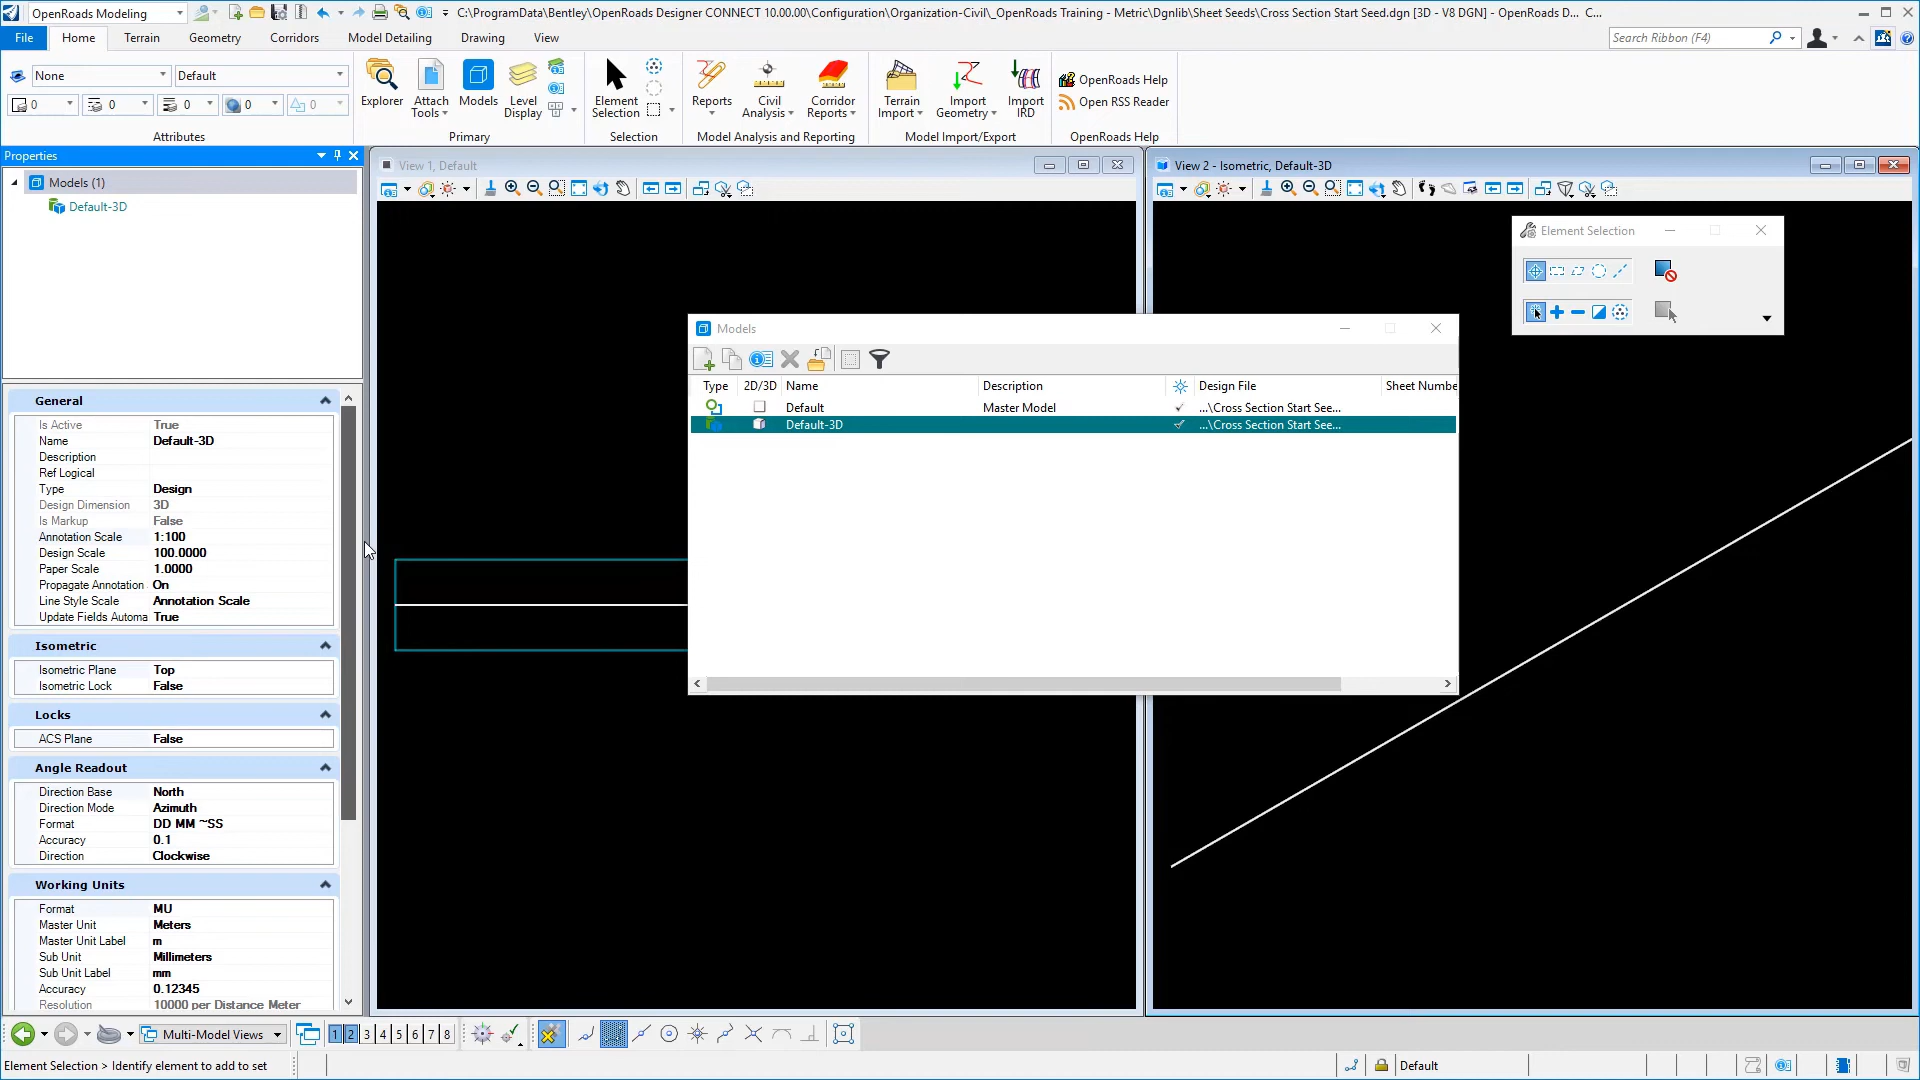 OpenRoads Modeling
C:\ProgramData\Bentley\OpenRoads Designer CONNECT 10.00.00\Configuration\Organization-Civil\_OpenRoads Training - Metric\Dgnlib\Sheet Seeds\Cross Section Start Seed.dgn [3D - V8 DGN] - OpenRoads D... C...
File Home Terrain Geometry Corridors Model Detailing Drawing View
Search Ribbon (F4)
None Default
0 0 0 0 0
Attributes
Explorer Attach Tools Models Level Display
Primary
Element Selection
Selection
Reports Civil Analysis Corridor Reports
Model Analysis and Reporting
Terrain Import Import Geometry Import IRD
Model Import/Export
OpenRoads Help
Open RSS Reader
OpenRoads Help
Properties
Models (1)
Default-3D
General
Is Active True
Name Default-3D
Description
Ref Logical
Type Design
Design Dimension 3D
Is Markup False
Annotation Scale 1:100
Design Scale 100.0000
Paper Scale 1.0000
Propagate Annotation On
Line Style Scale Annotation Scale
Update Fields Automa True
Isometric
Isometric Plane Top
Isometric Lock False
Locks
ACS Plane False
Angle Readout
Direction Base North
Direction Mode Azimuth
Format DD MM ~SS
Accuracy 0.1
Direction Clockwise
Working Units
Format MU
Master Unit Meters
Master Unit Label m
Sub Unit Millimeters
Sub Unit Label mm
Accuracy 0.12345
Resolution 10000 per Distance Meter
View 1, Default
View 2 - Isometric, Default-3D
Element Selection
Models
Type 2D/3D Name Description Design File Sheet Numbe
Default Master Model ...\Cross Section Start See...
Default-3D ...\Cross Section Start See...
Multi-Model Views
1 2 3 4 5 6 7 8
Element Selection > Identify element to add to set
Default